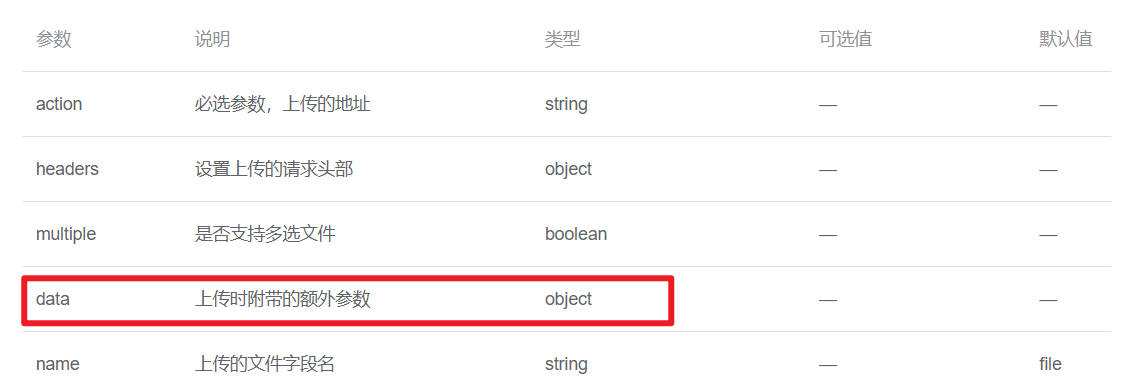 参数 说明 类型 可选值 默认值
action 必选参数，上传的地址 string — —
headers 设置上传的请求头部 object — —
multiple 是否支持多选文件 boolean — —
data 上传时附带的额外参数 object — —
name 上传的文件字段名 string — file